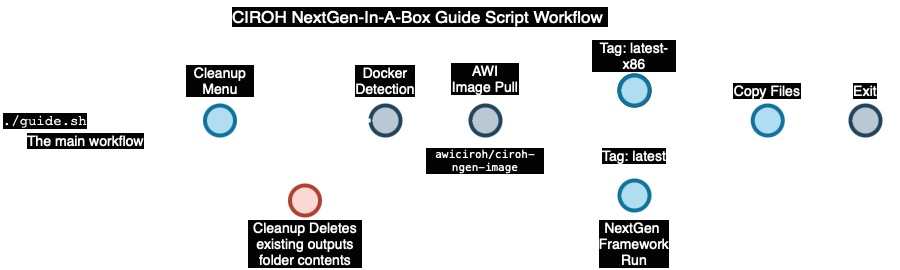 CIROH NextGen-In-A-Box Guide Script Workflow
Cleanup
Menu
Docker
Detection
AWI
Image Pull
Tag: latest-
x86
Copy Files
Exit
./guide.sh
The main workflow
awiciroh/ciroh-
ngen-image
Tag: latest
Cleanup Deletes
existing outputs
folder contents
NextGen
Framework
Run